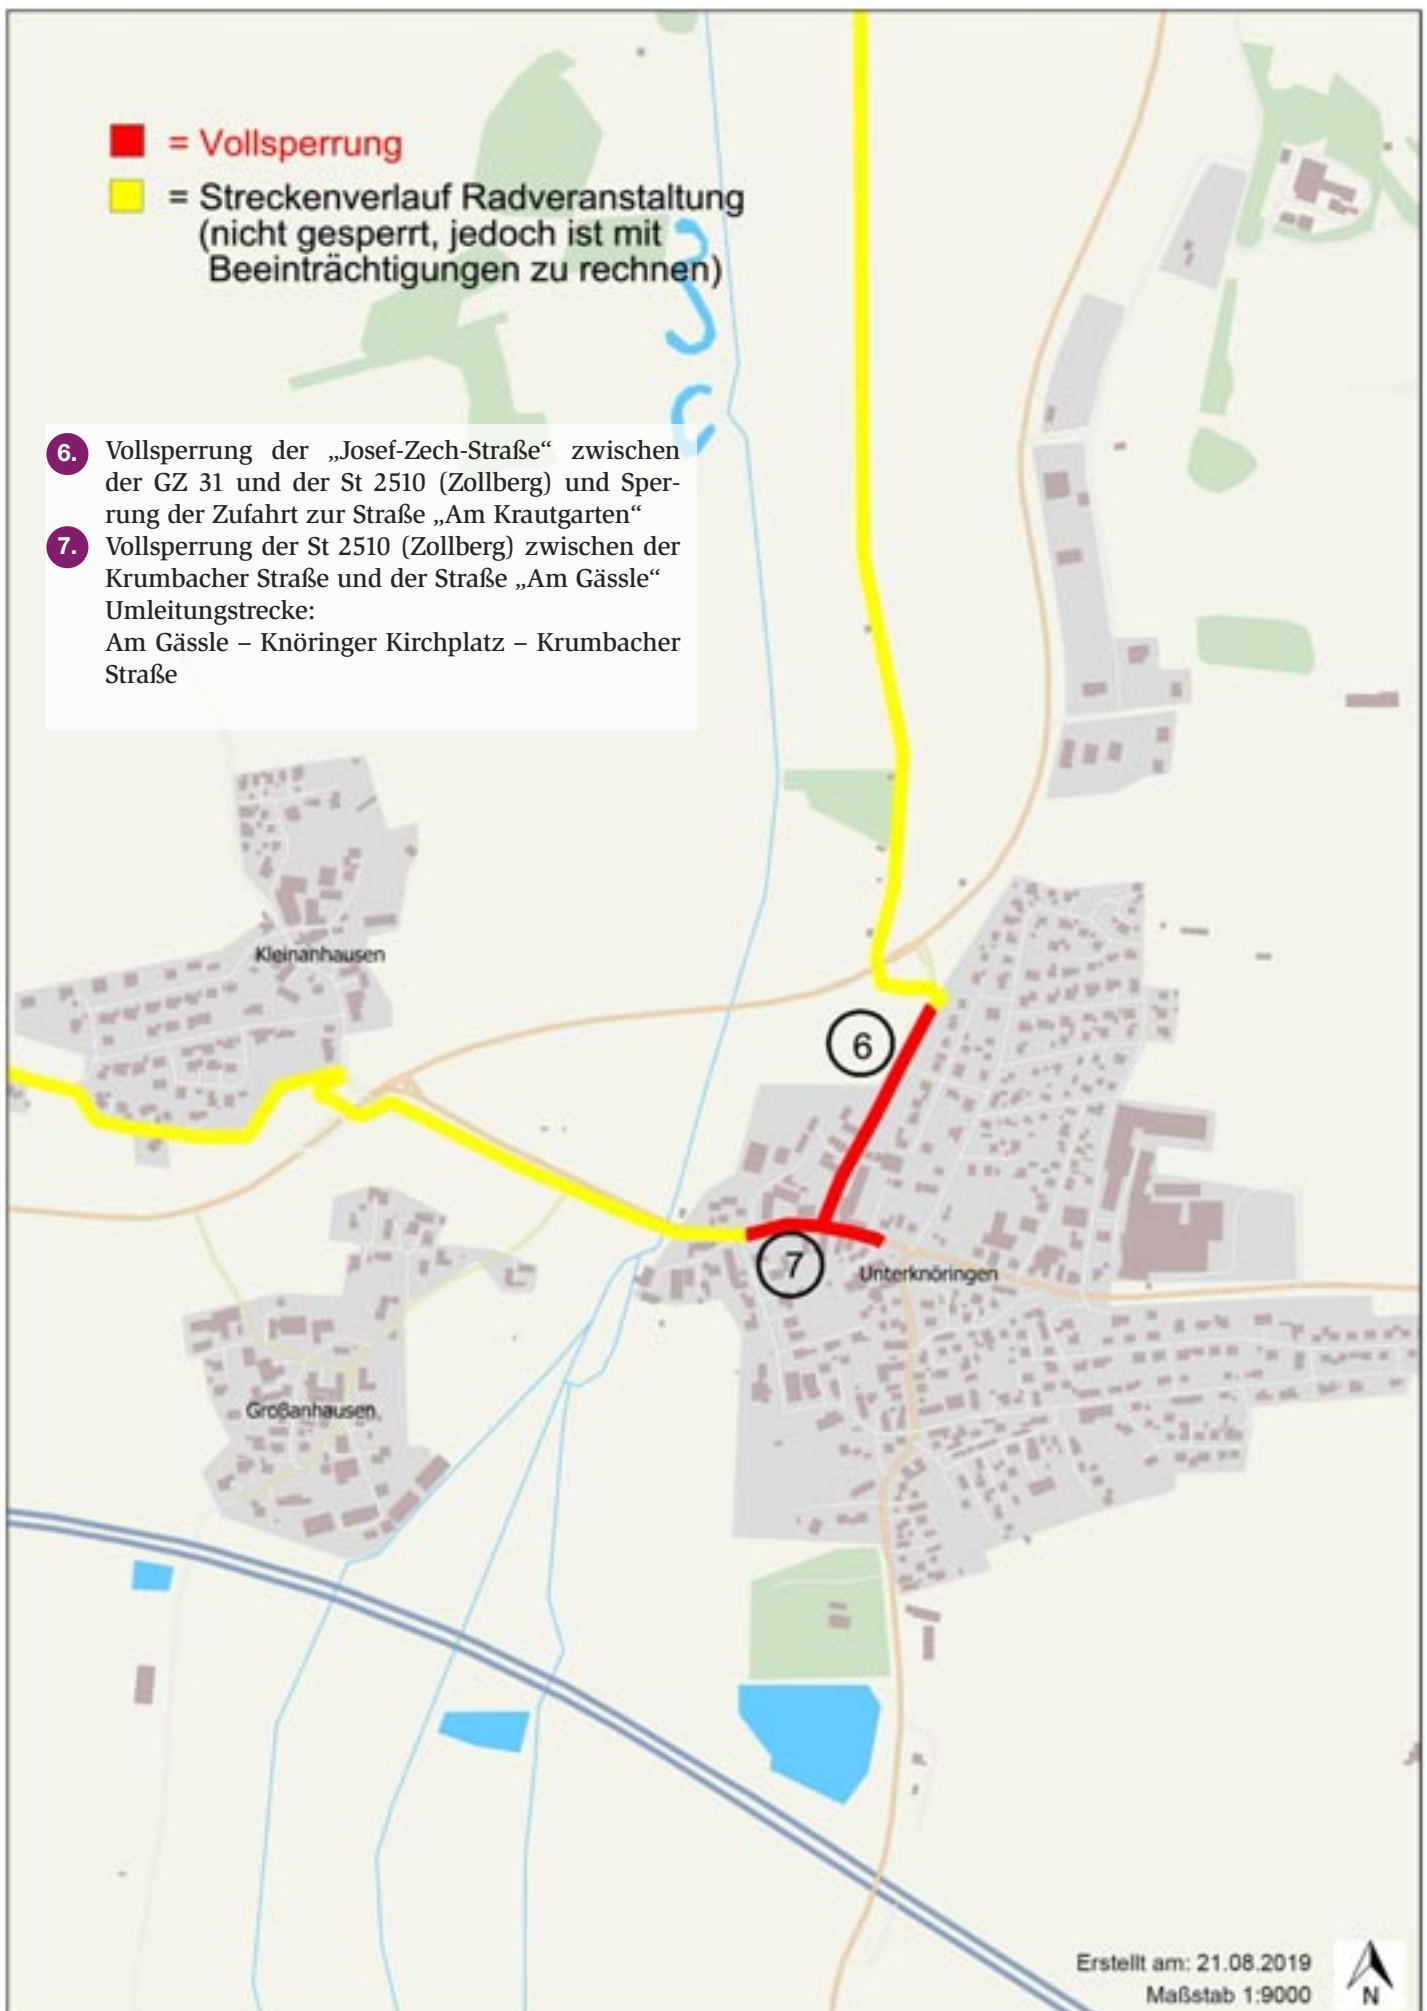 = Vollsperrung
= Streckenverlauf Radveranstaltung
(nicht gesperrt, jedoch ist mit
Beeinträchtigungen zu rechnen)
6. Vollsperrung der „Josef-Zech-Straße“ zwischen
der GZ 31 und der St 2510 (Zollberg) und Sper-
rung der Zufahrt zur Straße „Am Krautgarten“
7. Vollsperrung der St 2510 (Zollberg) zwischen der
Krumbacher Straße und der Straße „Am Gässle“
Umleitungstrecke:
Am Gässle – Knöringer Kirchplatz – Krumbacher
Straße
Kleinanhausen
6
7
Unterknöringen
Großanhausen
Erstellt am: 21.08.2019
Maßstab 1:9000
N